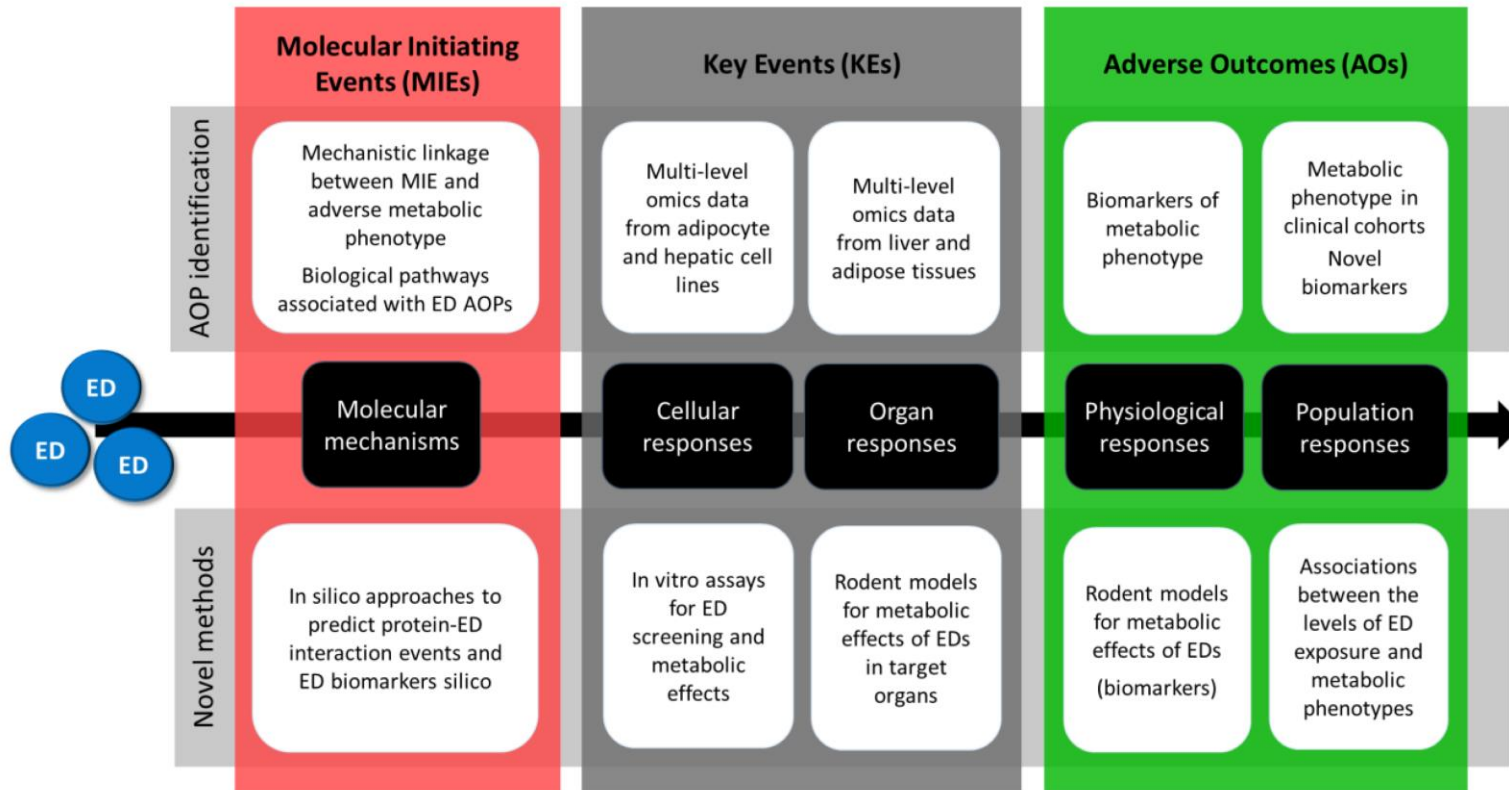 Molecular Initiating
Events (MIEs)
Key Events (KEs)
Adverse Outcomes (AOs)
AOP identification
Mechanistic linkage
between MIE and
adverse metabolic
phenotype
Biological pathways
associated with ED AOPs
Multi-level
omics data
from adipocyte
and hepatic cell
lines
Multi-level
omics data
from liver and
adipose tissues
Biomarkers of
metabolic
phenotype
Metabolic
phenotype in
clinical cohorts
Novel
biomarkers
ED
ED
ED
Molecular
mechanisms
Cellular
responses
Organ
responses
Physiological
responses
Population
responses
Novel methods
In silico approaches to
predict protein-ED
interaction events and
ED biomarkers silico
In vitro assays
for ED
screening and
metabolic
effects
Rodent models
for metabolic
effects of EDs
in target
organs
Rodent models
for metabolic
effects of EDs
(biomarkers)
Associations
between the
levels of ED
exposure and
metabolic
phenotypes